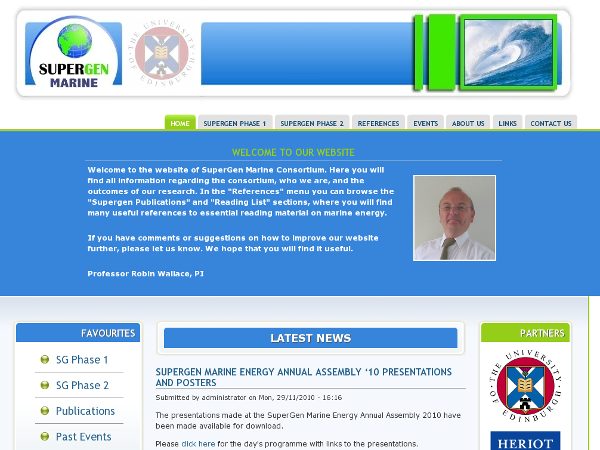 SUPERGEN
MARINE
THE UNIVERSITY OF EDINBURGH
HOME
SUPERGEN PHASE 1
SUPERGEN PHASE 2
REFERENCES
EVENTS
ABOUT US
LINKS
CONTACT US
WELCOME TO OUR WEBSITE
Welcome to the website of SuperGen Marine Consortium. Here you will
find all information regarding the consortium, who we are, and the
outcomes of our research. In the "References" menu you can browse the
"Supergen Publications" and "Reading List" sections, where you will find
many useful references to essential reading material on marine energy.
If you have comments or suggestions on how to improve our website
further, please let us know. We hope that you will find it useful.
Professor Robin Wallace, PI
FAVOURITES
SG Phase 1
SG Phase 2
Publications
Past Events
LATEST NEWS
SUPERGEN MARINE ENERGY ANNUAL ASSEMBLY ‘10 PRESENTATIONS
AND POSTERS
Submitted by administrator on Mon, 29/11/2010 - 16:16
The presentations made at the SuperGen Marine Energy Annual Assembly 2010 have
been made available for download.
Please click here for the day's programme with links to the presentations.
PARTNERS
THE UNIVERSITY OF EDINBURGH
HERIOT